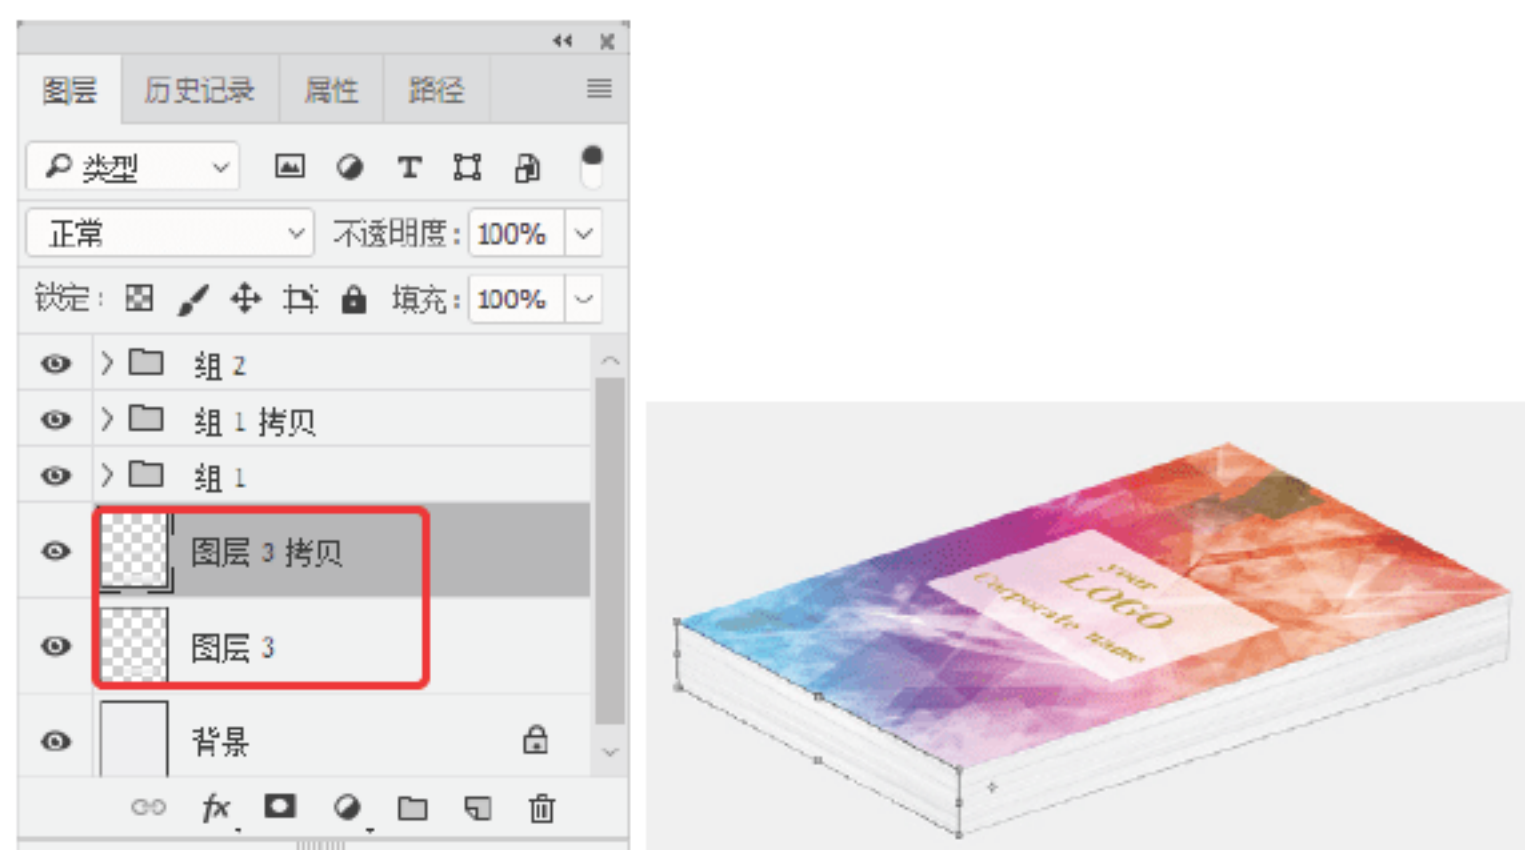 图层 历史记录 属性 路径
类型
正常 不透明度: 100%
锁定: 填充: 100%
组 2
组 1 拷贝
组 1
图层 3 拷贝
图层 3
背景
fx
your
LOGO
Corporate name